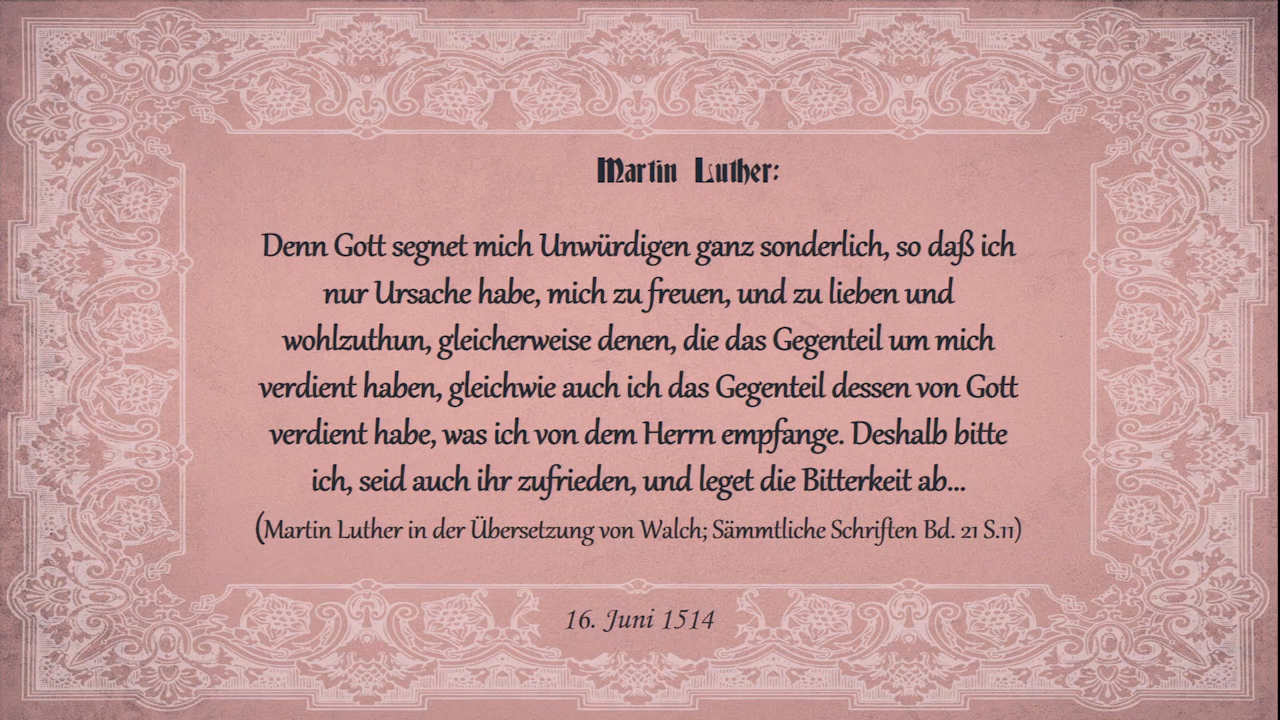 Martin Luther:
Denn Gott segnet mich Unwürdigen ganz sonderlich, so daß ich
nur Ursache habe, mich zu freuen, und zu lieben und
wohlzuthun, gleicherweise denen, die das Gegenteil um mich
verdient haben, gleichwie auch ich das Gegenteil dessen von Gott
verdient habe, was ich von dem Herrn empfange. Deshalb bitte
ich, seid auch ihr zufrieden, und leget die Bitterkeit ab...
(Martin Luther in der Übersetzung von Walch; Sämmtliche Schriften Bd. 21 S.11)
16. Juni 1514